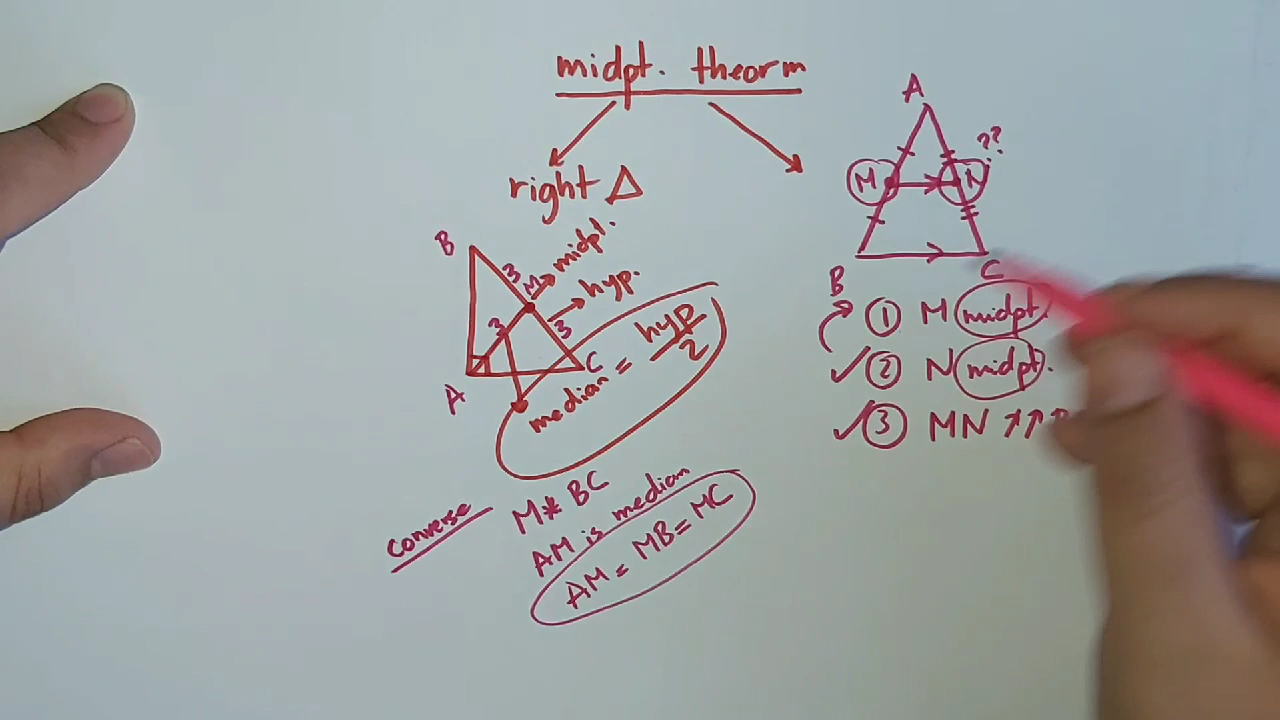 midpt. theorm
right △
B
3
M
midpt.
hyp.
3
3
A
C
median = hyp/2
converse
M * BC
AM is median
AM = MB = MC
A
M
N
??
B
C
① M midpt.
✓ ② N midpt.
✓ ③ MN ↗↗